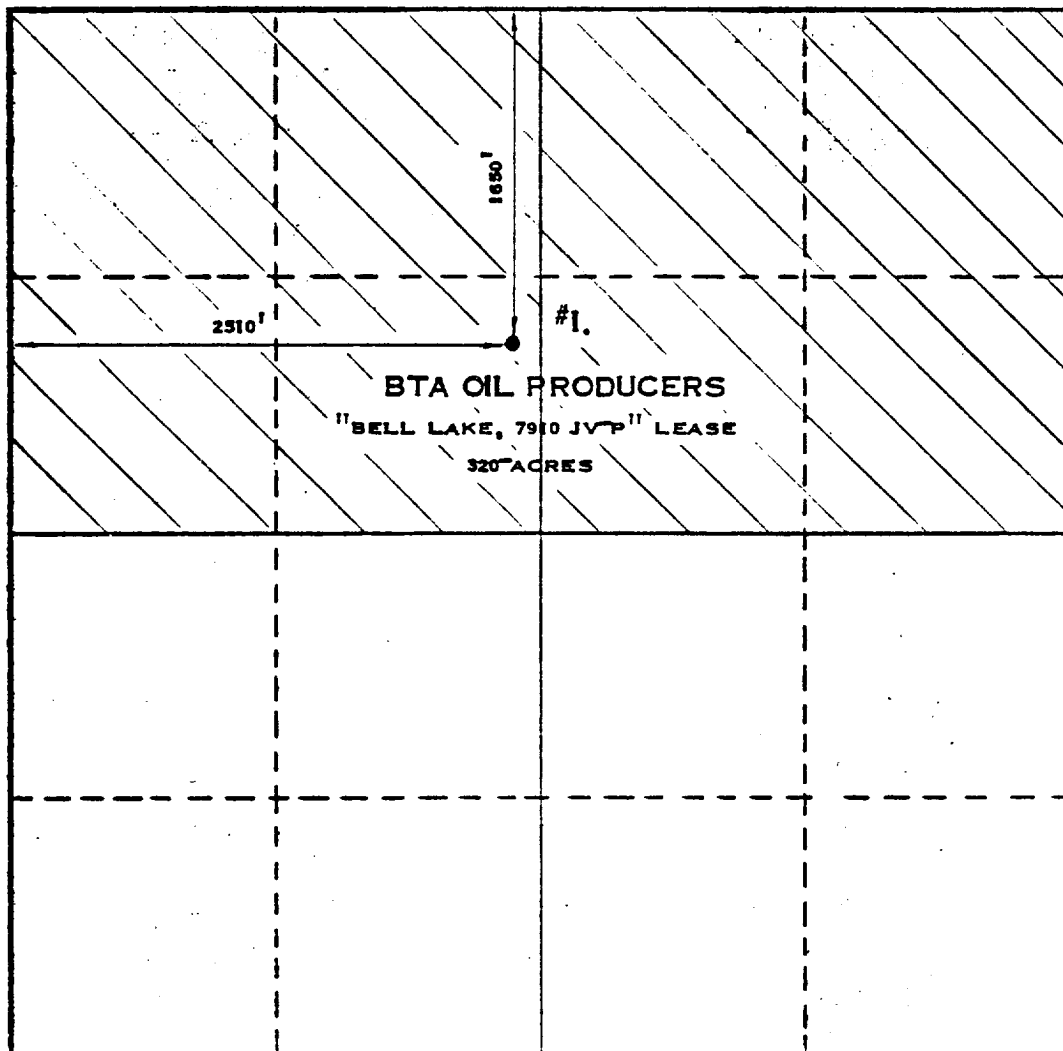 1650'
2510'
#1.
BTA OIL PRODUCERS
"BELL LAKE, 7910 JV-P" LEASE
320-ACRES